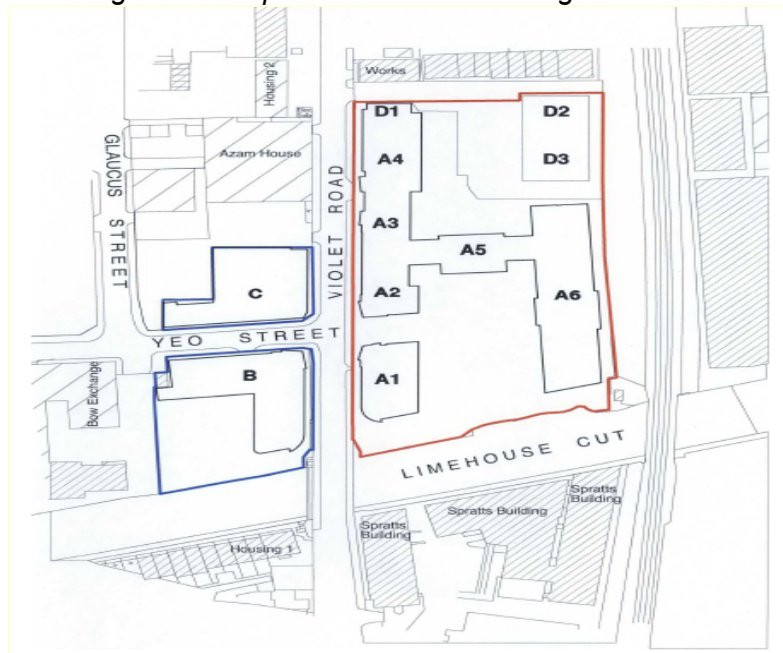 Works
Housing 2
D1
D2
Azam House
A4
D3
GLAUCUS STREET
VIOLET ROAD
A3
A5
C
A2
A6
YEO STREET
B
A1
Bow Exchange
LIMEHOUSE CUT
Spratts
Building
Spratts Building
Spratts
Building
Housing 1